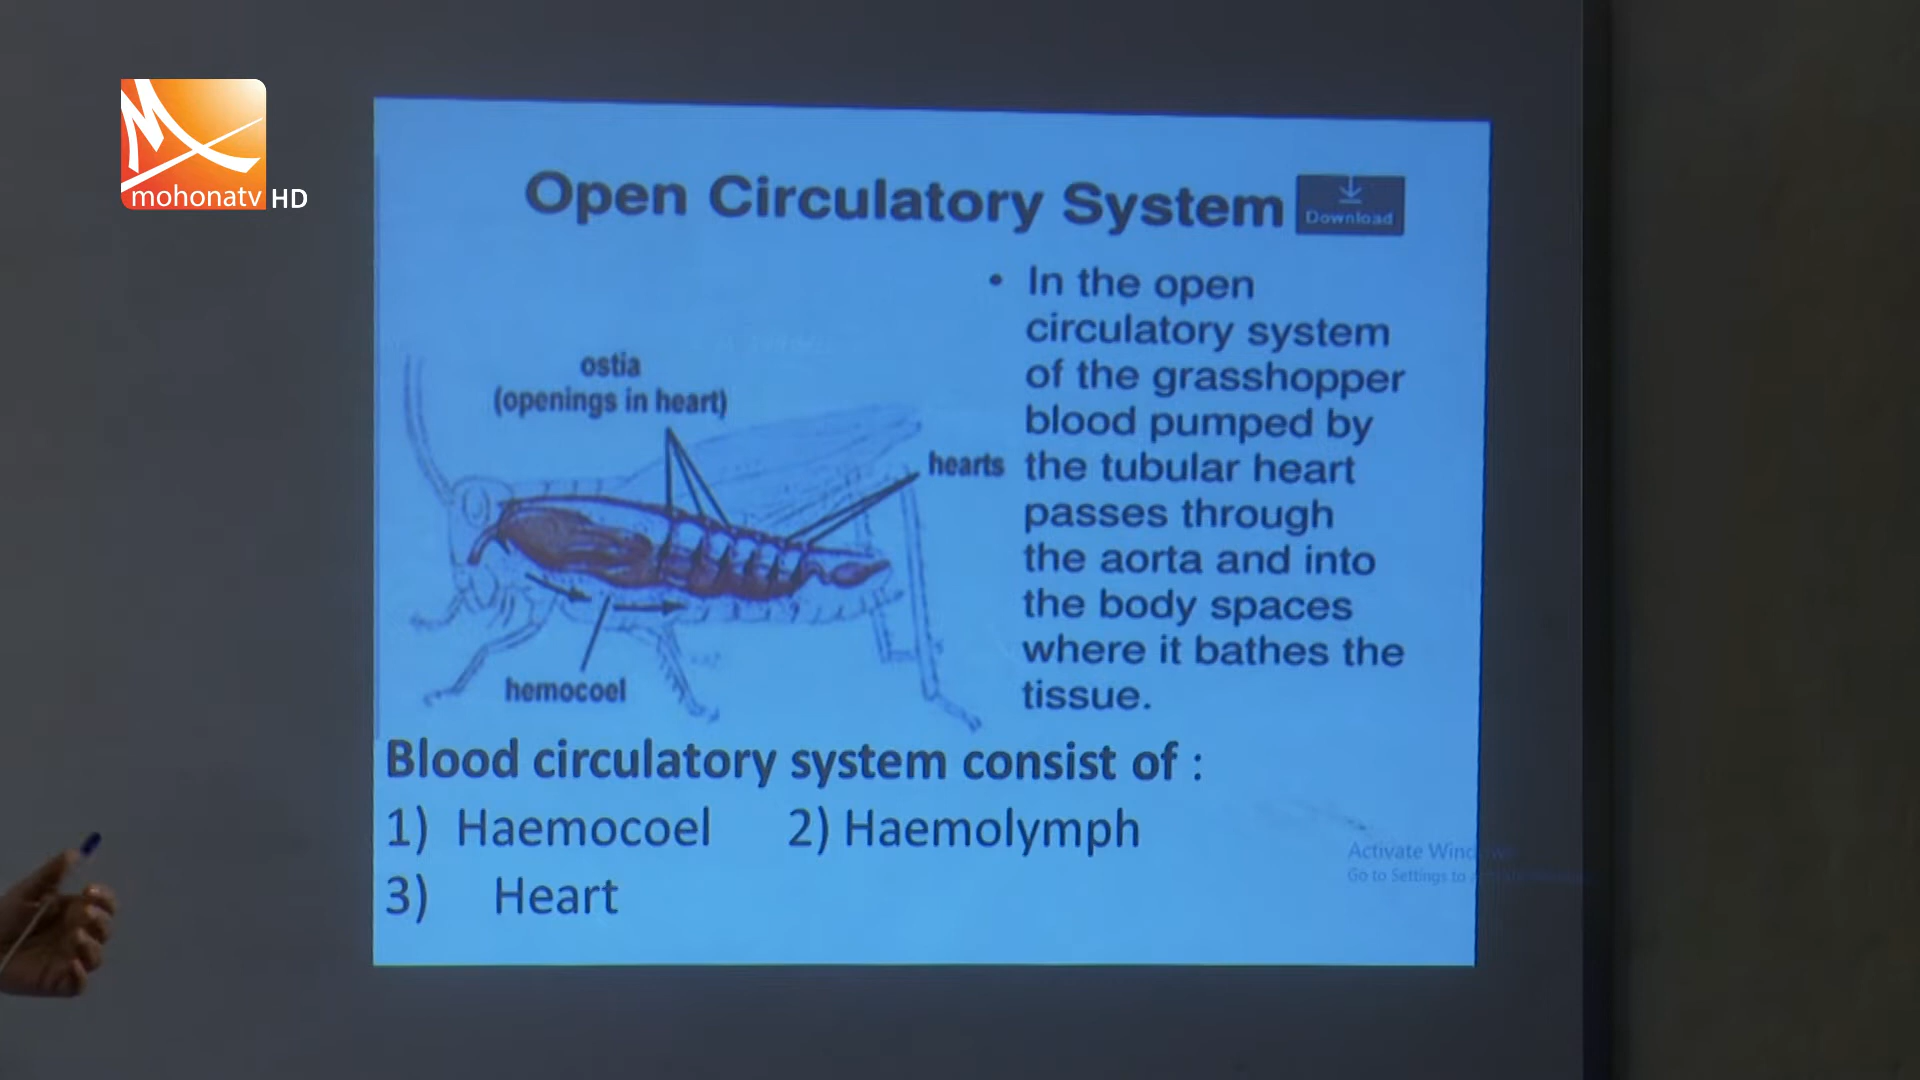 mohonatv HD
Open Circulatory System
Download
• In the open
circulatory system
of the grasshopper
blood pumped by
the tubular heart
passes through
the aorta and into
the body spaces
where it bathes the
tissue.
ostia
(openings in heart)
hearts
hemocoel
Blood circulatory system consist of :
1) Haemocoel 2) Haemolymph
3) Heart
Activate Windows
Go to Settings to